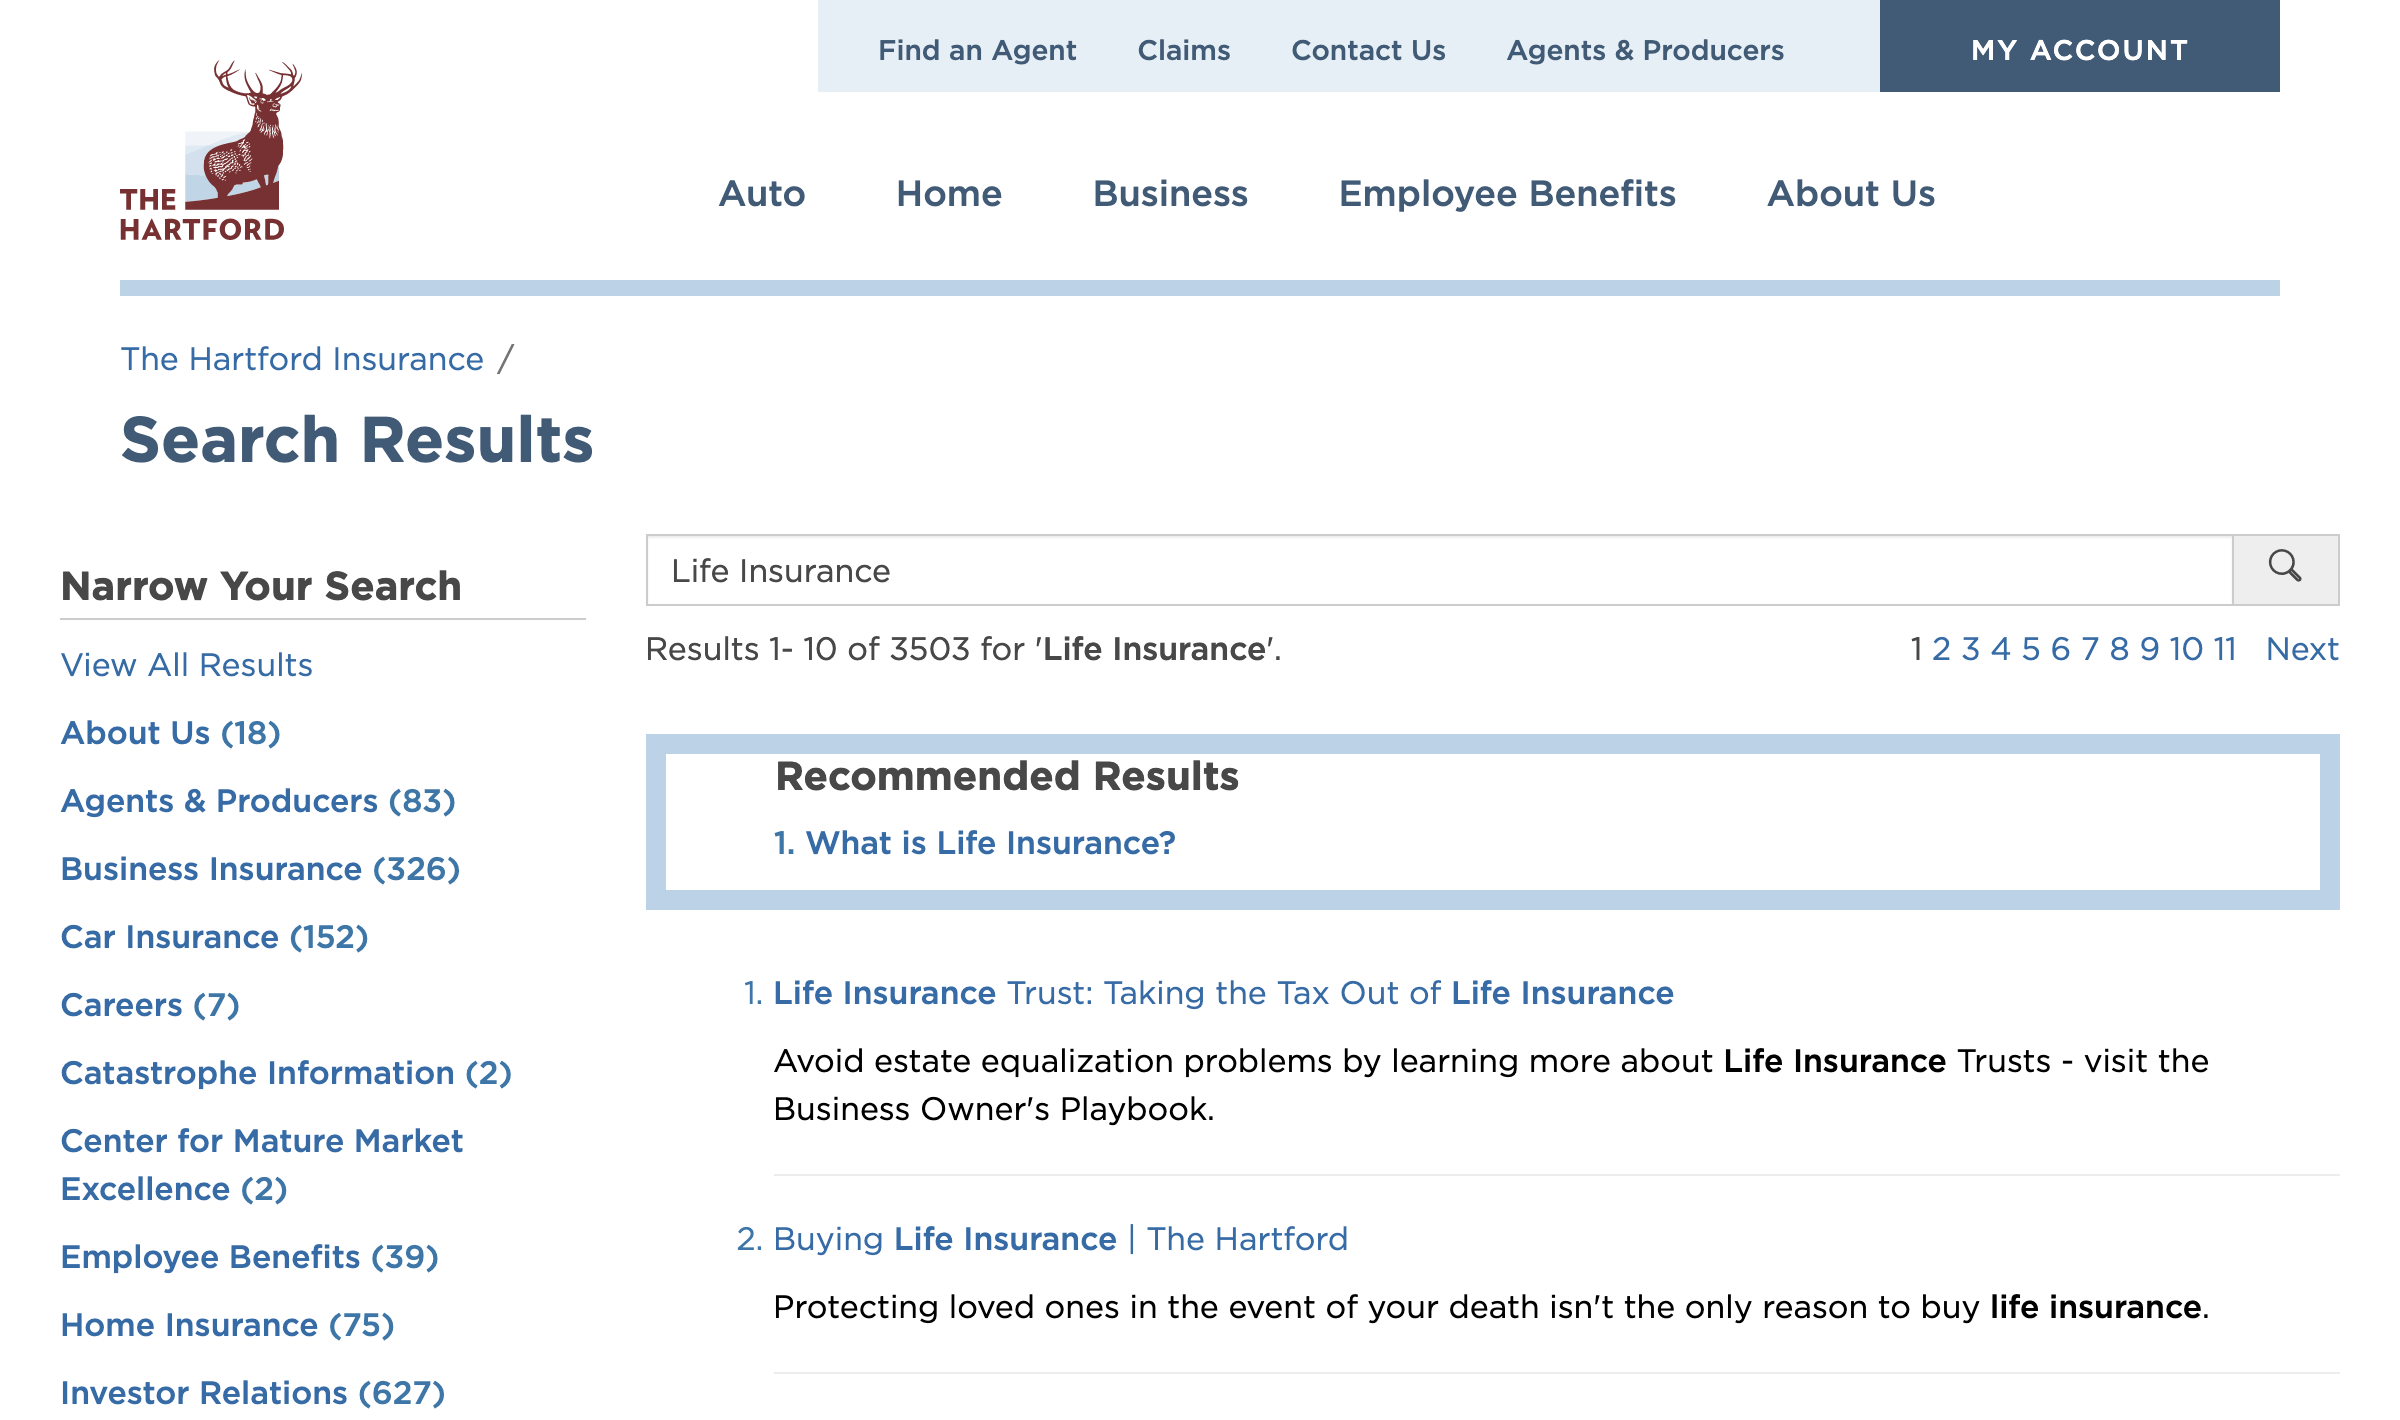 Find an Agent Claims Contact Us Agents & Producers MY ACCOUNT
THE
HARTFORD
Auto Home Business Employee Benefits About Us
The Hartford Insurance /
Search Results
Narrow Your Search
View All Results
About Us (18)
Agents & Producers (83)
Business Insurance (326)
Car Insurance (152)
Careers (7)
Catastrophe Information (2)
Center for Mature Market
Excellence (2)
Employee Benefits (39)
Home Insurance (75)
Investor Relations (627)
Life Insurance
Results 1- 10 of 3503 for 'Life Insurance'.
1 2 3 4 5 6 7 8 9 10 11 Next
Recommended Results
1. What is Life Insurance?
1. Life Insurance Trust: Taking the Tax Out of Life Insurance
Avoid estate equalization problems by learning more about Life Insurance Trusts - visit the
Business Owner's Playbook.
2. Buying Life Insurance | The Hartford
Protecting loved ones in the event of your death isn't the only reason to buy life insurance.